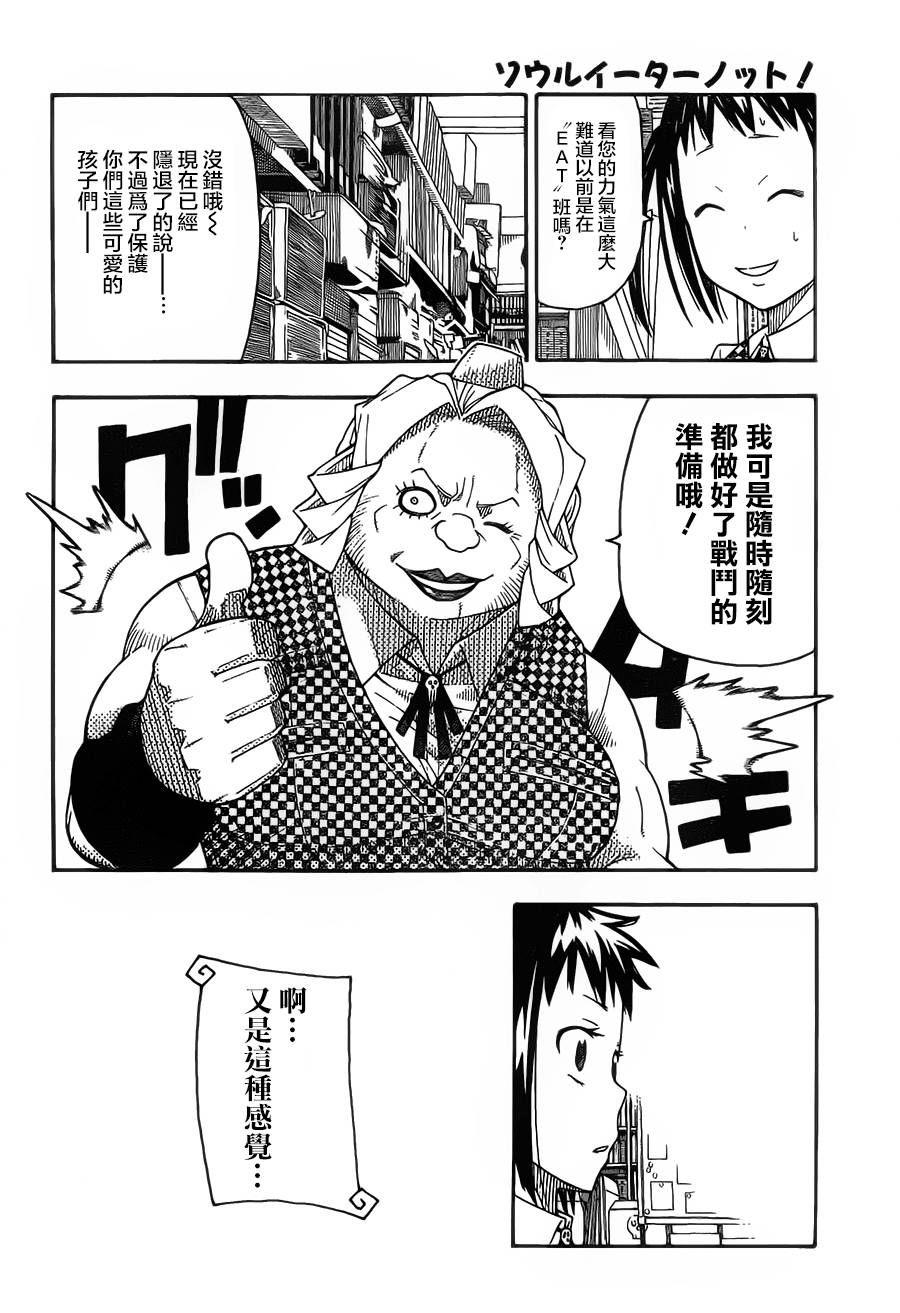 ソウルイーターノット!
看您的力氣這麼大
難道以前是在
"EAT"班嗎?
沒錯哦~
現在已經
隱退了的說——…
不過爲了保護
你們這些可愛的
孩子們——
我可是隨時隨刻
都做好了戰鬥的
準備哦!
グッ
タキ
啊…
又是這種感覺…